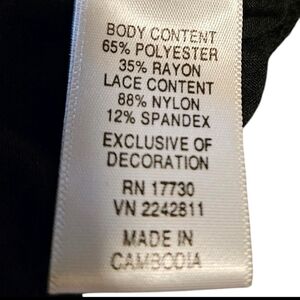 BODY CONTENT
65% POLYESTER
35% RAYON
LACE CONTENT
88% NYLON
12% SPANDEX
EXCLUSIVE OF
DECORATION
RN 17730
VN 2242811
MADE IN
CAMBODIA